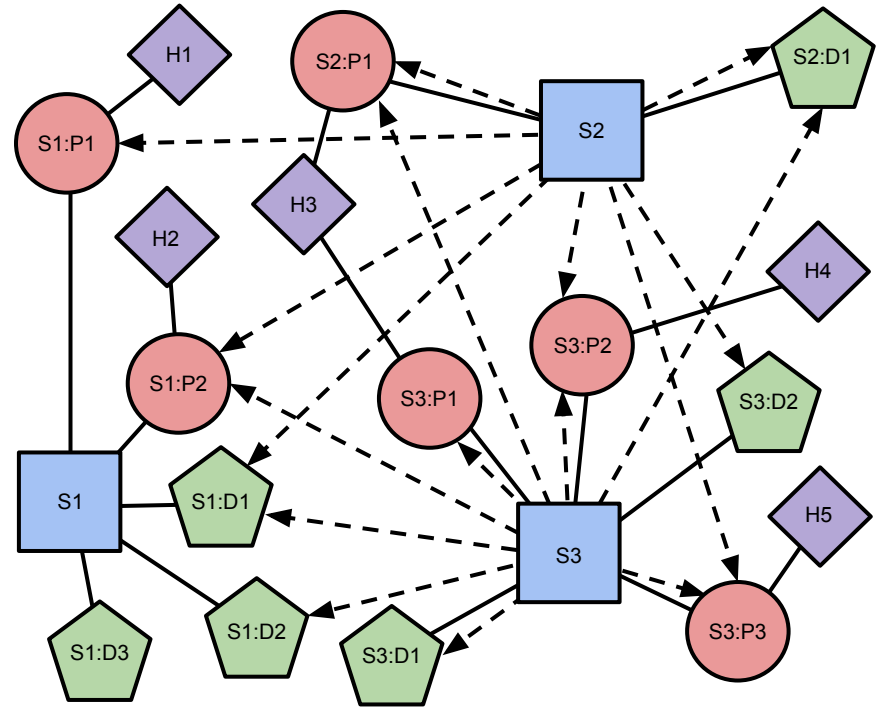 H1
S2:P1
S2:D1
S2
S1:P1
H3
H2
H4
S3:P2
S1:P2
S3:P1
S3:D2
S1
S1:D1
H5
S3
S1:D2
S3:P3
S1:D3
S3:D1